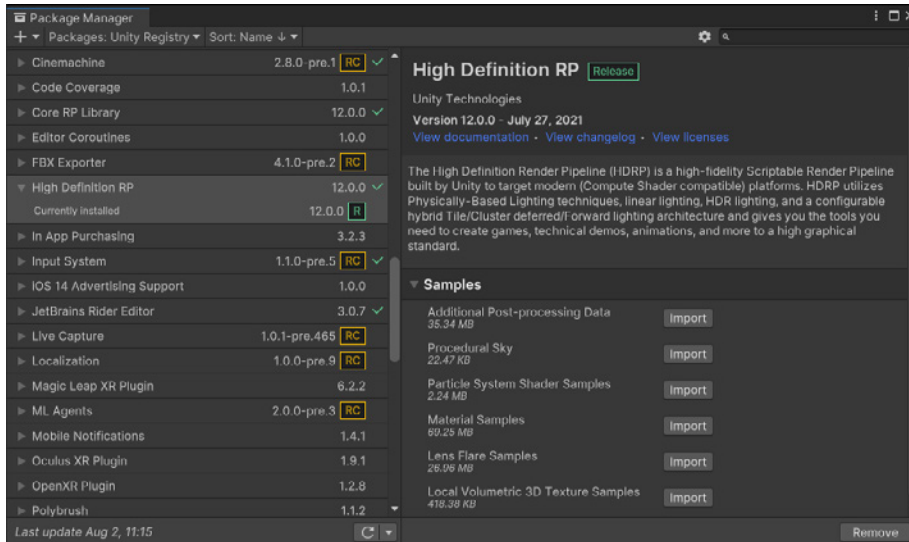 Package Manager
+ Packages: Unity Registry Sort: Name ↓
Cinemachine 2.8.0-pre.1 RC
Code Coverage 1.0.1
Core RP Library 12.0.0
Editor Coroutines 1.0.0
FBX Exporter 4.1.0-pre.2 RC
High Definition RP 12.0.0
Currently installed 12.0.0 R
In App Purchasing 3.2.3
Input System 1.1.0-pre.5 RC
iOS 14 Advertising Support 1.0.0
JetBrains Rider Editor 3.0.7
Live Capture 1.0.1-pre.465 RC
Localization 1.0.0-pre.9 RC
Magic Leap XR Plugin 6.2.2
ML Agents 2.0.0-pre.3 RC
Mobile Notifications 1.4.1
Oculus XR Plugin 1.9.1
OpenXR Plugin 1.2.8
Polybrush 1.1.2
Last update Aug 2, 11:15
High Definition RP Release
Unity Technologies
Version 12.0.0 - July 27, 2021
View documentation • View changelog • View licenses
The High Definition Render Pipeline (HDRP) is a high-fidelity Scriptable Render Pipeline
built by Unity to target modern (Compute Shader compatible) platforms. HDRP utilizes
Physically-Based Lighting techniques, linear lighting, HDR lighting, and a configurable
hybrid Tile/Cluster deferred/Forward lighting architecture and gives you the tools you
need to create games, technical demos, animations, and more to a high graphical
standard.
Samples
Additional Post-processing Data Import
35.34 MB
Procedural Sky Import
22.47 KB
Particle System Shader Samples Import
2.24 MB
Material Samples Import
69.25 MB
Lens Flare Samples Import
26.06 MB
Local Volumetric 3D Texture Samples Import
418.38 KB
Remove